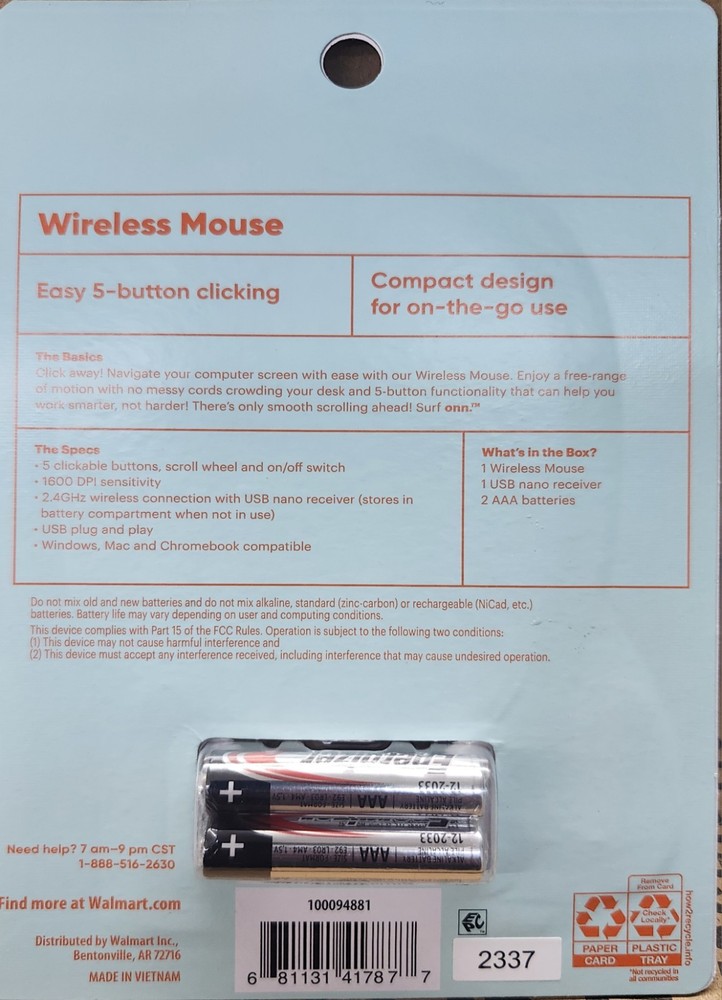 Wireless Mouse
Easy 5-button clicking
Compact design
for on-the-go use
The Basics
Click away! Navigate your computer screen with ease with our Wireless Mouse. Enjoy a free-range
of motion with no messy cords crowding your desk and 5-button functionality that can help you
work smarter, not harder! There's only smooth scrolling ahead! Surf onn.™
The Specs
• 5 clickable buttons, scroll wheel and on/off switch
• 1600 DPI sensitivity
• 2.4GHz wireless connection with USB nano receiver (stores in
battery compartment when not in use)
• USB plug and play
• Windows, Mac and Chromebook compatible
What's in the Box?
1 Wireless Mouse
1 USB nano receiver
2 AAA batteries
Do not mix old and new batteries and do not mix alkaline, standard (zinc-carbon) or rechargeable (NiCad, etc.)
batteries. Battery life may vary depending on user and computing conditions.
This device complies with Part 15 of the FCC Rules. Operation is subject to the following two conditions:
(1) This device may not cause harmful interference and
(2) This device must accept any interference received, including interference that may cause undesired operation.
Energizer
12-2033
AAA
+
12-2033
AAA
+
Need help? 7 am-9 pm CST
1-888-516-2630
Find more at Walmart.com
Distributed by Walmart Inc.,
Bentonville, AR 72716
MADE IN VIETNAM
100094881
6 81131 41787 7
2337
Remove
From Card
Check
Locally*
PAPER
CARD
PLASTIC
TRAY
*Not recycled in
all communities
how2recycle.info